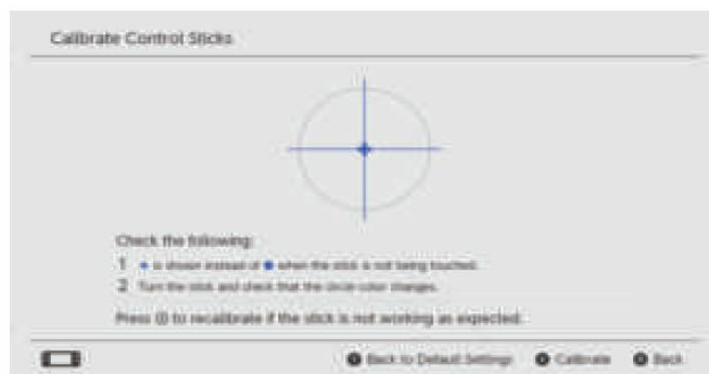 Calibrate Control Sticks
Check the following:
1 + is shown instead of ● when the stick is not being touched.
2 Turn the stick and check that the circle color changes.
Press to recalibrate if the stick is not working as expected.
Back to Default Settings Calibrate Back